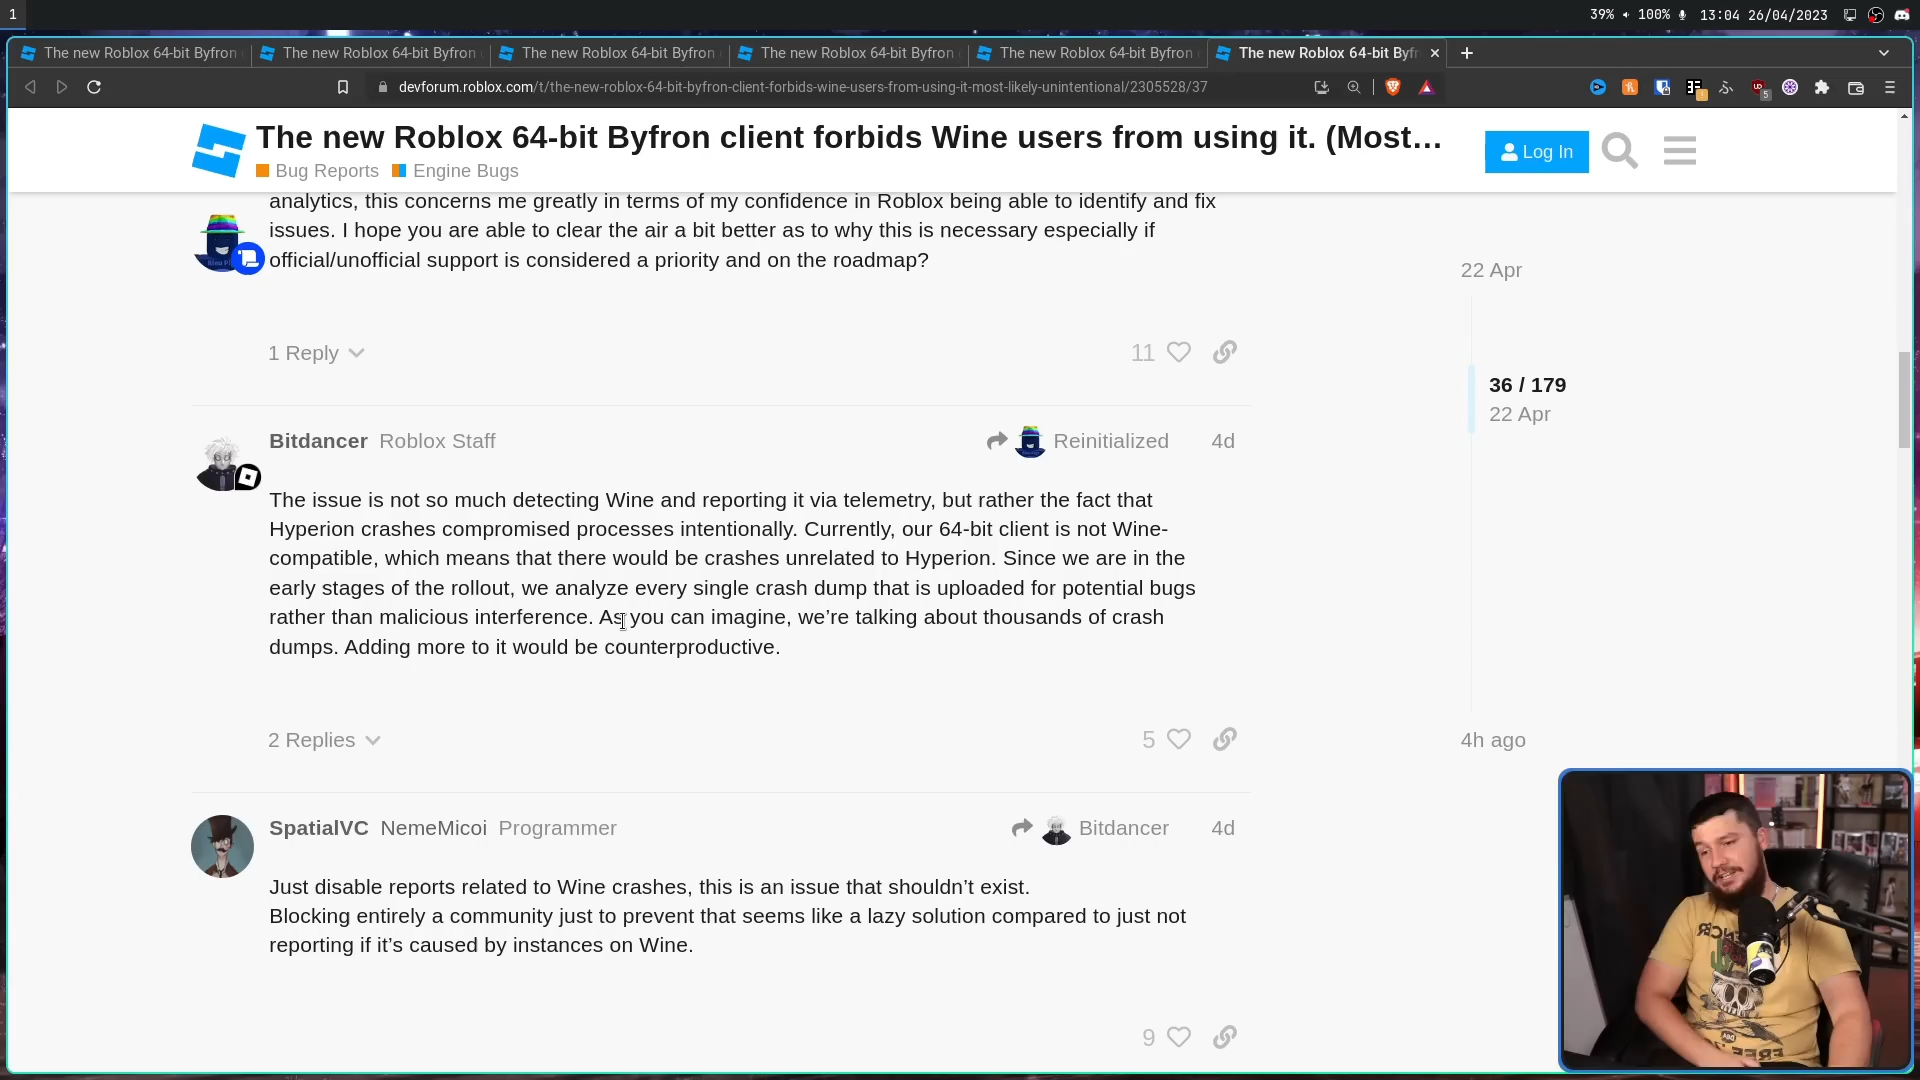 1
39% 100% 13:04 26/04/2023
The new Roblox 64-bit Byfron
The new Roblox 64-bit Byfron
The new Roblox 64-bit Byfron
The new Roblox 64-bit Byfron
The new Roblox 64-bit Byfron
The new Roblox 64-bit Byfr
devforum.roblox.com/t/the-new-roblox-64-bit-byfron-client-forbids-wine-users-from-using-it-most-likely-unintentional/2305528/37
5
The new Roblox 64-bit Byfron client forbids Wine users from using it. (Most…
Bug Reports Engine Bugs
Log In
analytics, this concerns me greatly in terms of my confidence in Roblox being able to identify and fix
issues. I hope you are able to clear the air a bit better as to why this is necessary especially if
official/unofficial support is considered a priority and on the roadmap?
22 Apr
1 Reply
11
36 / 179
22 Apr
Bitdancer Roblox Staff
Reinitialized 4d
The issue is not so much detecting Wine and reporting it via telemetry, but rather the fact that
Hyperion crashes compromised processes intentionally. Currently, our 64-bit client is not Wine-
compatible, which means that there would be crashes unrelated to Hyperion. Since we are in the
early stages of the rollout, we analyze every single crash dump that is uploaded for potential bugs
rather than malicious interference. As you can imagine, we’re talking about thousands of crash
dumps. Adding more to it would be counterproductive.
2 Replies
5
4h ago
SpatialVC NemeMicoi Programmer
Bitdancer 4d
Just disable reports related to Wine crashes, this is an issue that shouldn’t exist.
Blocking entirely a community just to prevent that seems like a lazy solution compared to just not
reporting if it’s caused by instances on Wine.
9